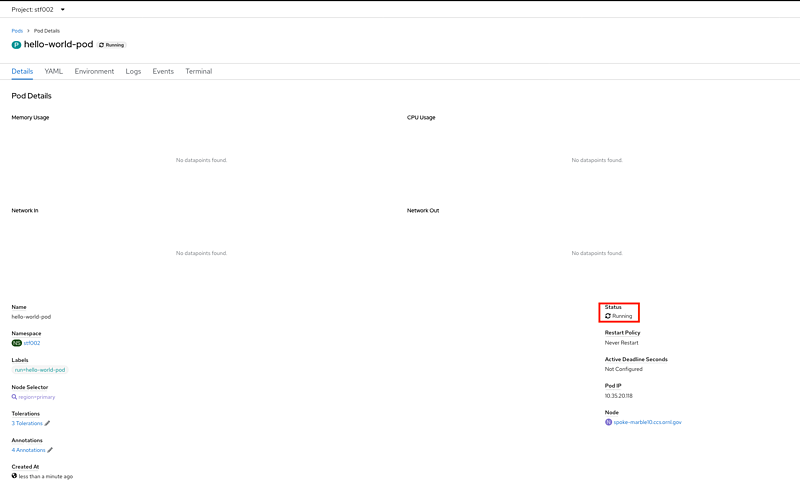 Project: stf002
Pods > Pod Details
P hello-world-pod Running
Details YAML Environment Logs Events Terminal
Pod Details
Memory Usage
CPU Usage
No datapoints found.
No datapoints found.
Network In
Network Out
No datapoints found.
No datapoints found.
Name
hello-world-pod
Namespace
NS stf002
Labels
run=hello-world-pod
Node Selector
region=primary
Tolerations
3 Tolerations
Annotations
4 Annotations
Created At
less than a minute ago
Status
Running
Restart Policy
Never Restart
Active Deadline Seconds
Not Configured
Pod IP
10.35.20.118
Node
N spoke-marble10.ccs.ornl.gov